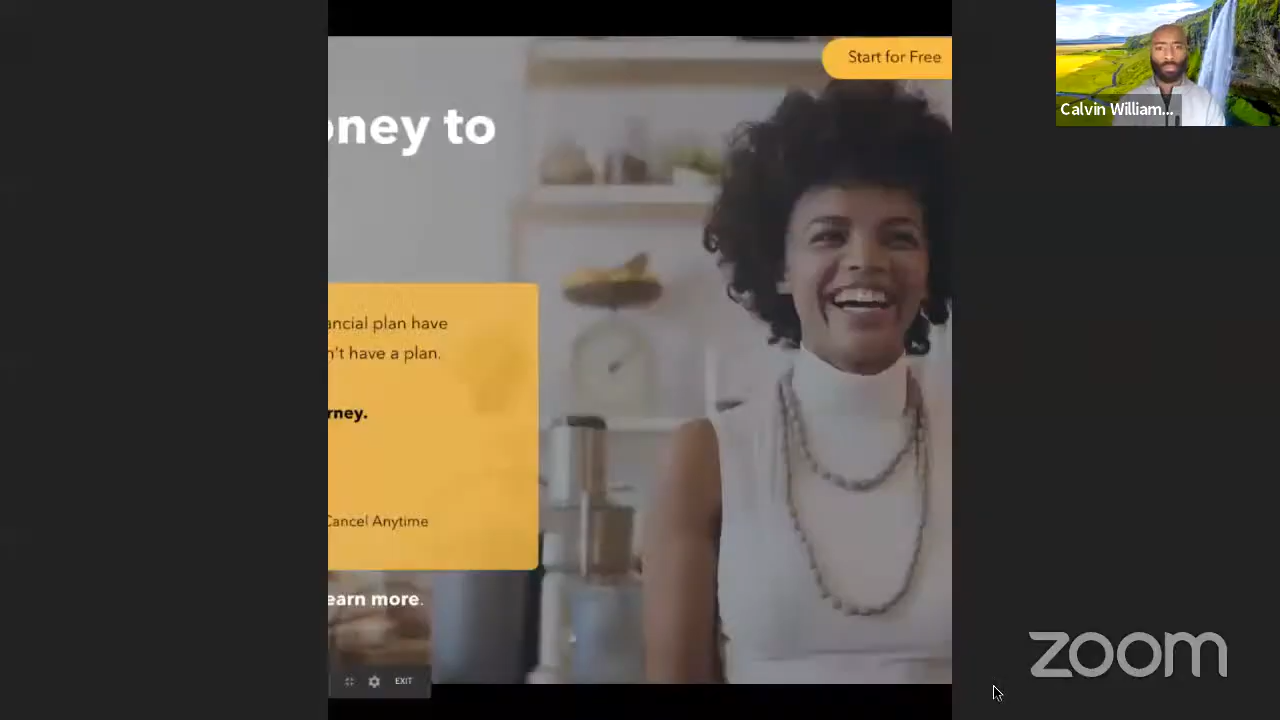 Start for Free
Calvin William...
oney to
ancial plan have
n't have a plan.
rney.
Cancel Anytime
earn more.
EXIT
zoom